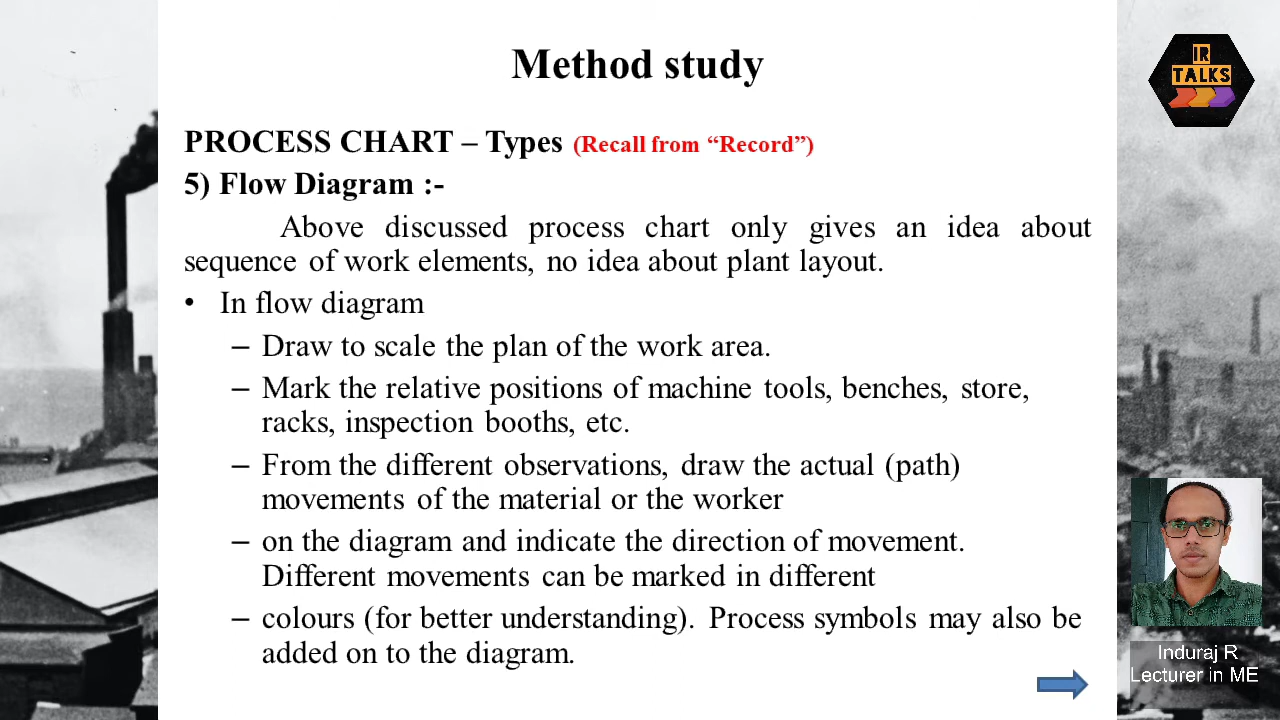 Method study
IR
TALKS
PROCESS CHART – Types (Recall from “Record”)
5) Flow Diagram :-
Above discussed process chart only gives an idea about
sequence of work elements, no idea about plant layout.
• In flow diagram
– Draw to scale the plan of the work area.
– Mark the relative positions of machine tools, benches, store,
racks, inspection booths, etc.
– From the different observations, draw the actual (path)
movements of the material or the worker
– on the diagram and indicate the direction of movement.
Different movements can be marked in different
– colours (for better understanding). Process symbols may also be
added on to the diagram.
Induraj R
Lecturer in ME